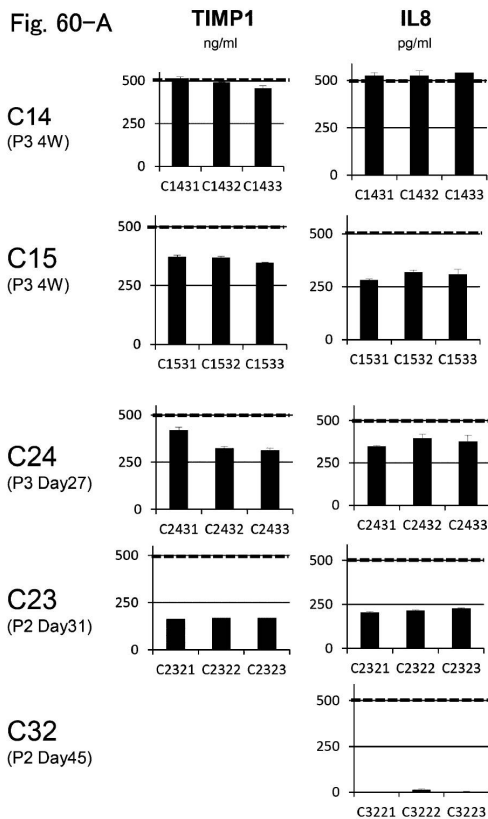 Fig. 60-A
TIMP1
IL8
ng/ml
pg/ml
C14
(P3 4W)
500
250
0
C1431 C1432 C1433
500
250
0
C1431 C1432 C1433
C15
(P3 4W)
500
250
0
C1531 C1532 C1533
500
250
0
C1531 C1532 C1533
C24
(P3 Day27)
500
250
0
C2431 C2432 C2433
500
250
0
C2431 C2432 C2433
C23
(P2 Day31)
500
250
0
C2321 C2322 C2323
500
250
0
C2321 C2322 C2323
C32
(P2 Day45)
500
250
0
C3221 C3222 C3223